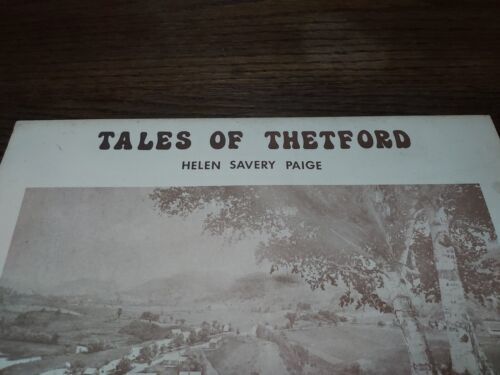 TALES OF THETFORD
HELEN SAVERY PAIGE